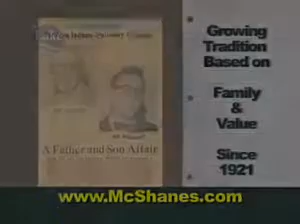 A Father and Son Affair
Growing
Tradition
Based on
Family
&
Value
Since
1921
www.McShanes.com